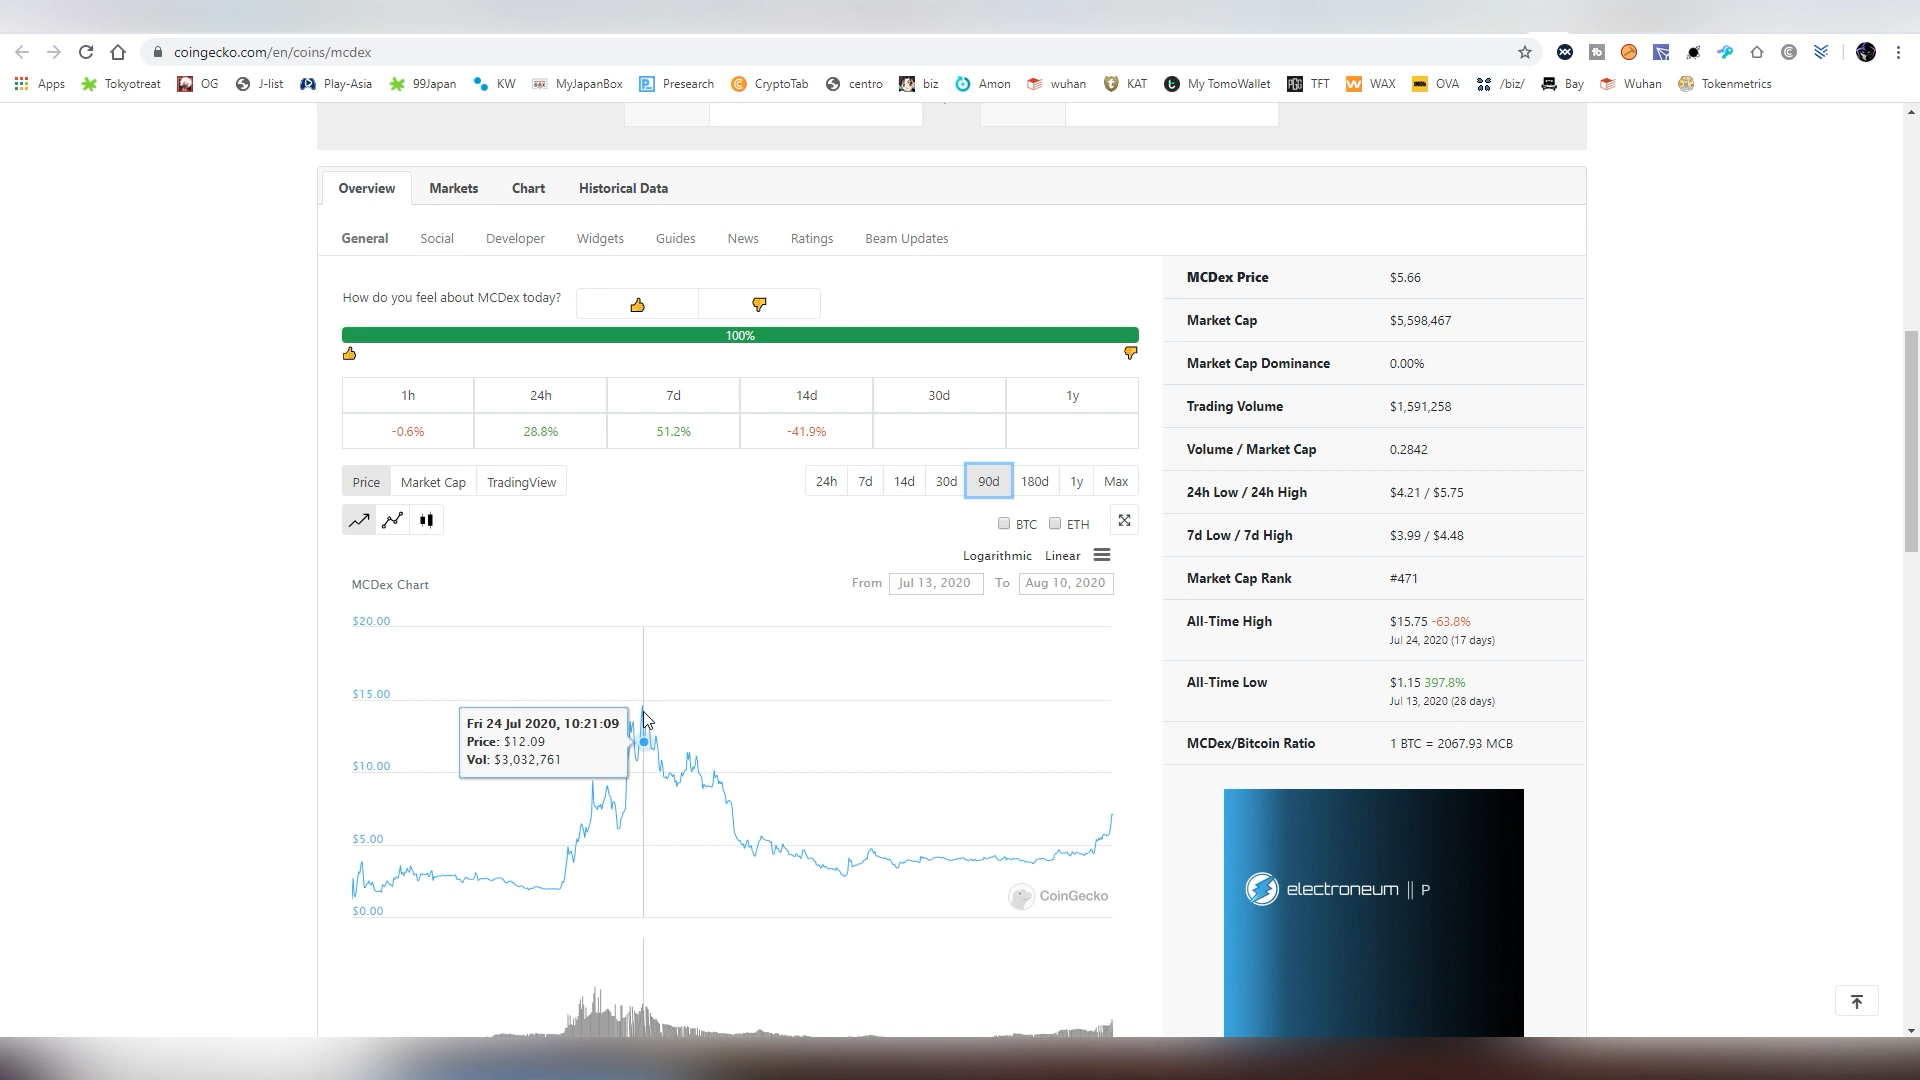 coingecko.com/en/coins/mcdex
Apps Tokyotreat OG J-list Play-Asia 99Japan KW MyJapanBox Presearch CryptoTab centro biz Amon wuhan KAT My TomoWallet TFT WAX OVA /biz/ Bay Wuhan Tokenmetrics
Overview Markets Chart Historical Data
General Social Developer Widgets Guides News Ratings Beam Updates
How do you feel about MCDex today?
100%
1h 24h 7d 14d 30d 1y
-0.6% 28.8% 51.2% -41.9%
Price Market Cap TradingView
24h 7d 14d 30d 90d 180d 1y Max
BTC ETH
Logarithmic Linear
MCDex Chart
From Jul 13, 2020 To Aug 10, 2020
$20.00
$15.00
Fri 24 Jul 2020, 10:21:09
Price: $12.09
Vol: $3,032,761
$10.00
$5.00
CoinGecko
$0.00
MCDex Price $5.66
Market Cap $5,598,467
Market Cap Dominance 0.00%
Trading Volume $1,591,258
Volume / Market Cap 0.2842
24h Low / 24h High $4.21 / $5.75
7d Low / 7d High $3.99 / $4.48
Market Cap Rank #471
All-Time High $15.75 -63.8%
Jul 24, 2020 (17 days)
All-Time Low $1.15 397.8%
Jul 13, 2020 (28 days)
MCDex/Bitcoin Ratio 1 BTC = 2067.93 MCB
electroneum || P